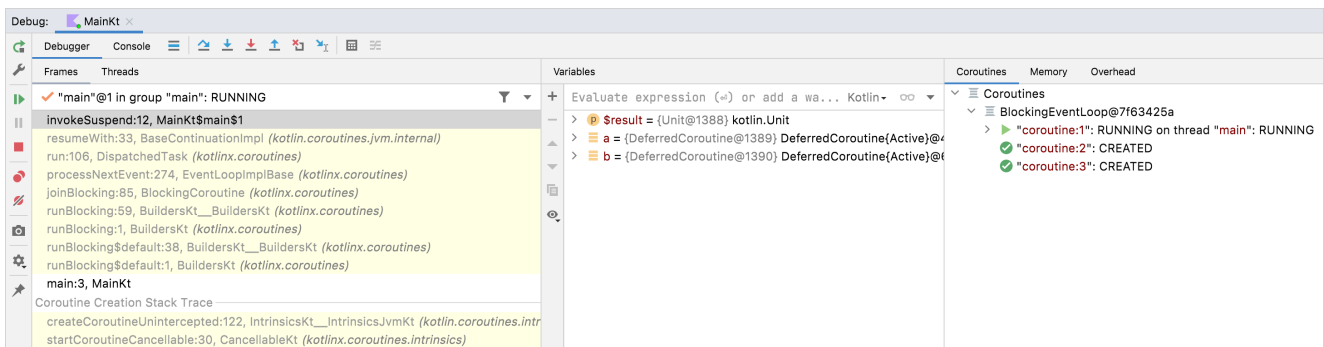 Debug: MainKt
Debugger Console
Frames Threads
"main"@1 in group "main": RUNNING
invokeSuspend:12, MainKt$main$1
resumeWith:33, BaseContinuationImpl (kotlin.coroutines.jvm.internal)
run:106, DispatchedTask (kotlinx.coroutines)
processNextEvent:274, EventLoopImplBase (kotlinx.coroutines)
joinBlocking:85, BlockingCoroutine (kotlinx.coroutines)
runBlocking:59, BuildersKt__BuildersKt (kotlinx.coroutines)
runBlocking:1, BuildersKt (kotlinx.coroutines)
runBlocking$default:38, BuildersKt__BuildersKt (kotlinx.coroutines)
runBlocking$default:1, BuildersKt (kotlinx.coroutines)
main:3, MainKt
Coroutine Creation Stack Trace
createCoroutineUnintercepted:122, IntrinsicsKt__IntrinsicsJvmKt (kotlin.coroutines.intr
startCoroutineCancellable:30, CancellableKt (kotlinx.coroutines.intrinsics)
Variables
Evaluate expression (⏎) or add a wa... Kotlin
$result = {Unit@1388} kotlin.Unit
a = {DeferredCoroutine@1389} DeferredCoroutine{Active}@4
b = {DeferredCoroutine@1390} DeferredCoroutine{Active}@6
Coroutines Memory Overhead
Coroutines
BlockingEventLoop@7f63425a
"coroutine:1": RUNNING on thread "main": RUNNING
"coroutine:2": CREATED
"coroutine:3": CREATED